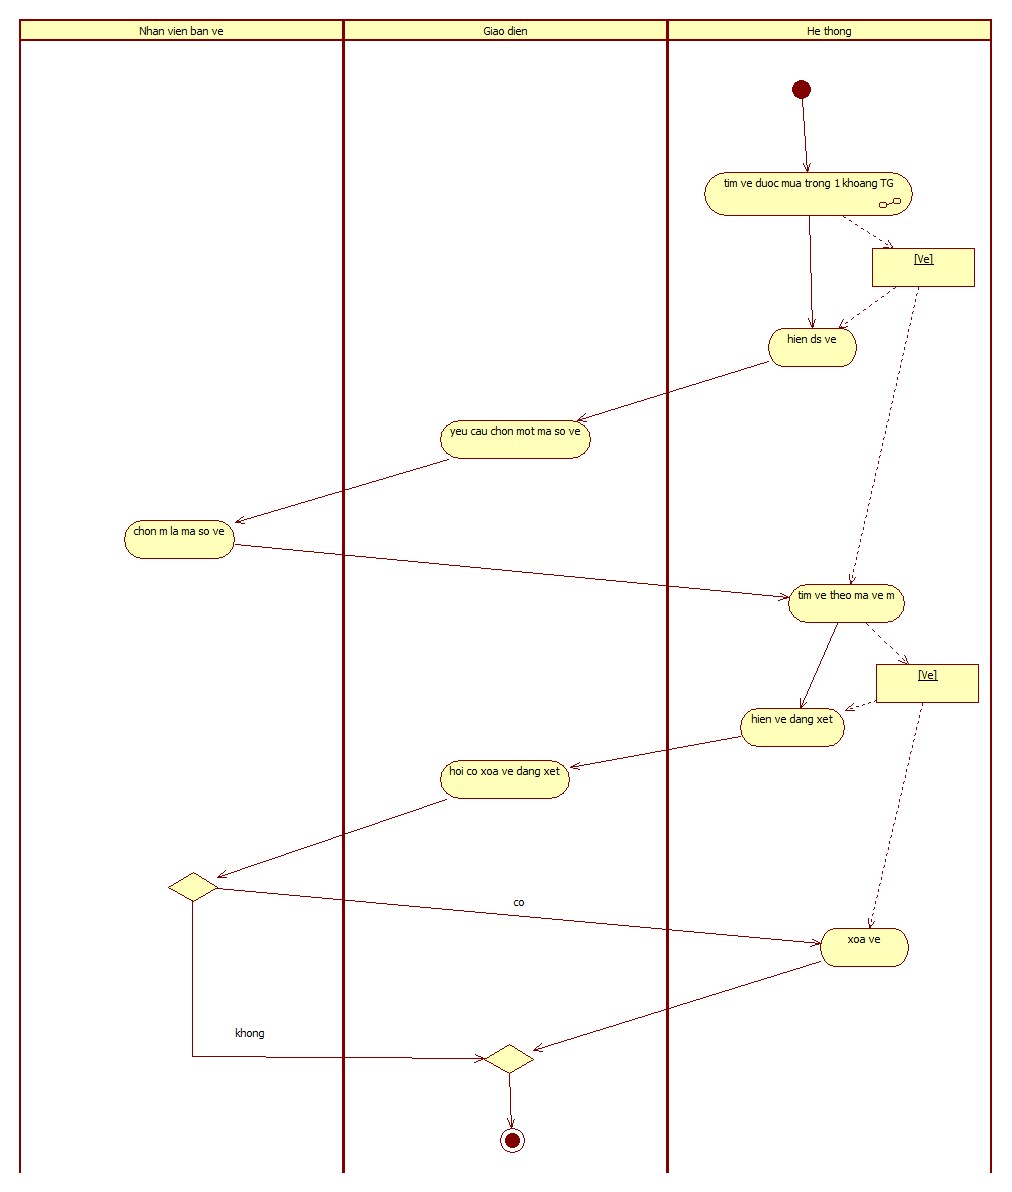 Nhan vien ban ve
Giao dien
He thong
tim ve duoc mua trong 1 khoang TG
[Ve]
hien ds ve
yeu cau chon mot ma so ve
chon m la ma so ve
tim ve theo ma ve m
[Ve]
hien ve dang xet
hoi co xoa ve dang xet
co
xoa ve
khong